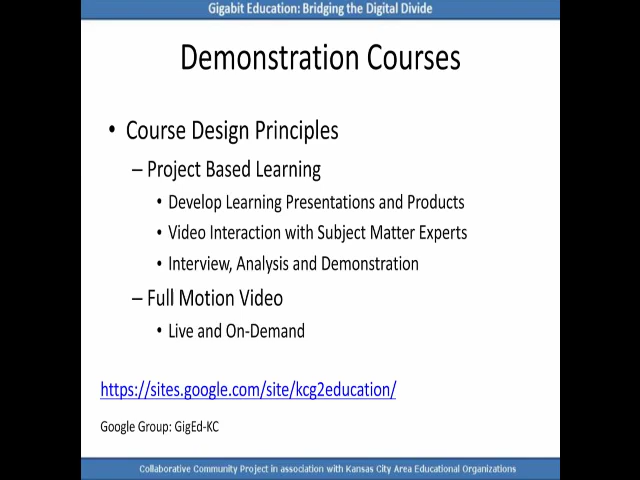 Gigabit Education: Bridging the Digital Divide
Demonstration Courses
• Course Design Principles
– Project Based Learning
• Develop Learning Presentations and Products
• Video Interaction with Subject Matter Experts
• Interview, Analysis and Demonstration
– Full Motion Video
• Live and On-Demand
https://sites.google.com/site/kcg2education/
Google Group: GigEd-KC
Collaborative Community Project in association with Kansas City Area Educational Organizations